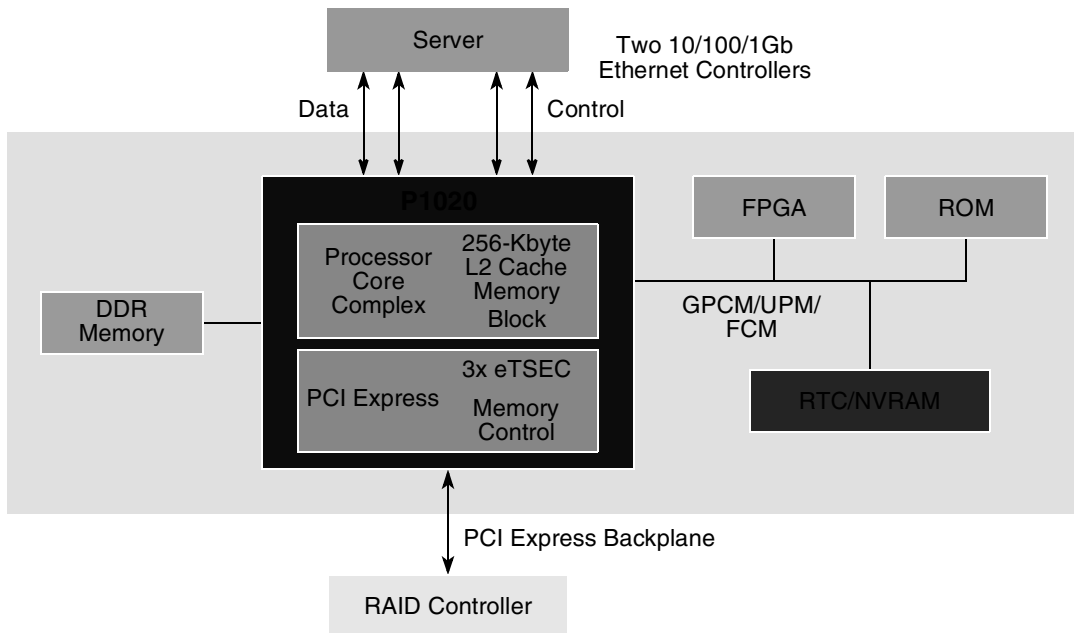 Server
Two 10/100/1Gb
Ethernet Controllers
Data
Control
P1020
Processor
Core
Complex
256-Kbyte
L2 Cache
Memory
Block
PCI Express
3x eTSEC
Memory
Control
DDR
Memory
FPGA
ROM
GPCM/UPM/
FCM
RTC/NVRAM
PCI Express Backplane
RAID Controller